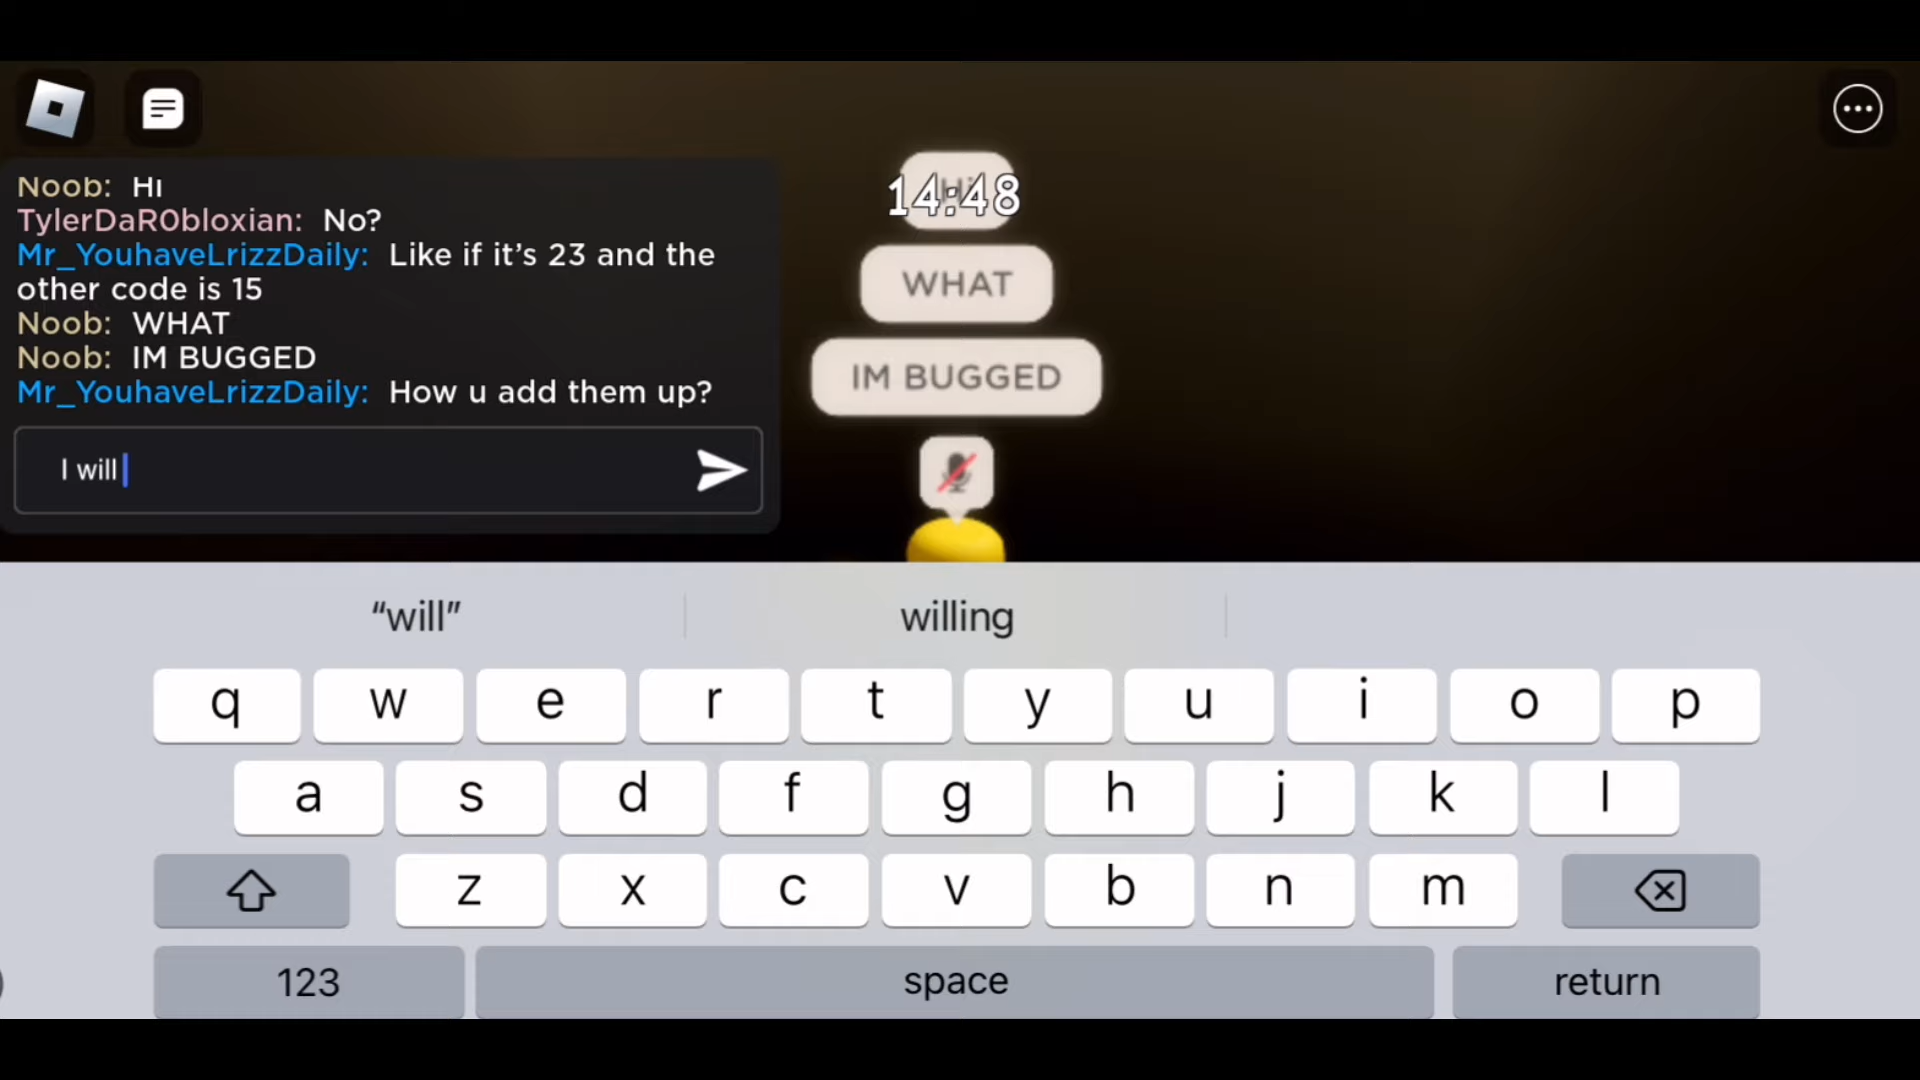 Noob: Hi
TylerDaR0bloxian: No?
Mr_YouhaveLrizzDaily: Like if it’s 23 and the
other code is 15
Noob: WHAT
Noob: IM BUGGED
Mr_YouhaveLrizzDaily: How u add them up?
I will
14:48
WHAT
IM BUGGED
“will” willing
q w e r t y u i o p
a s d f g h j k l
z x c v b n m
123 space return